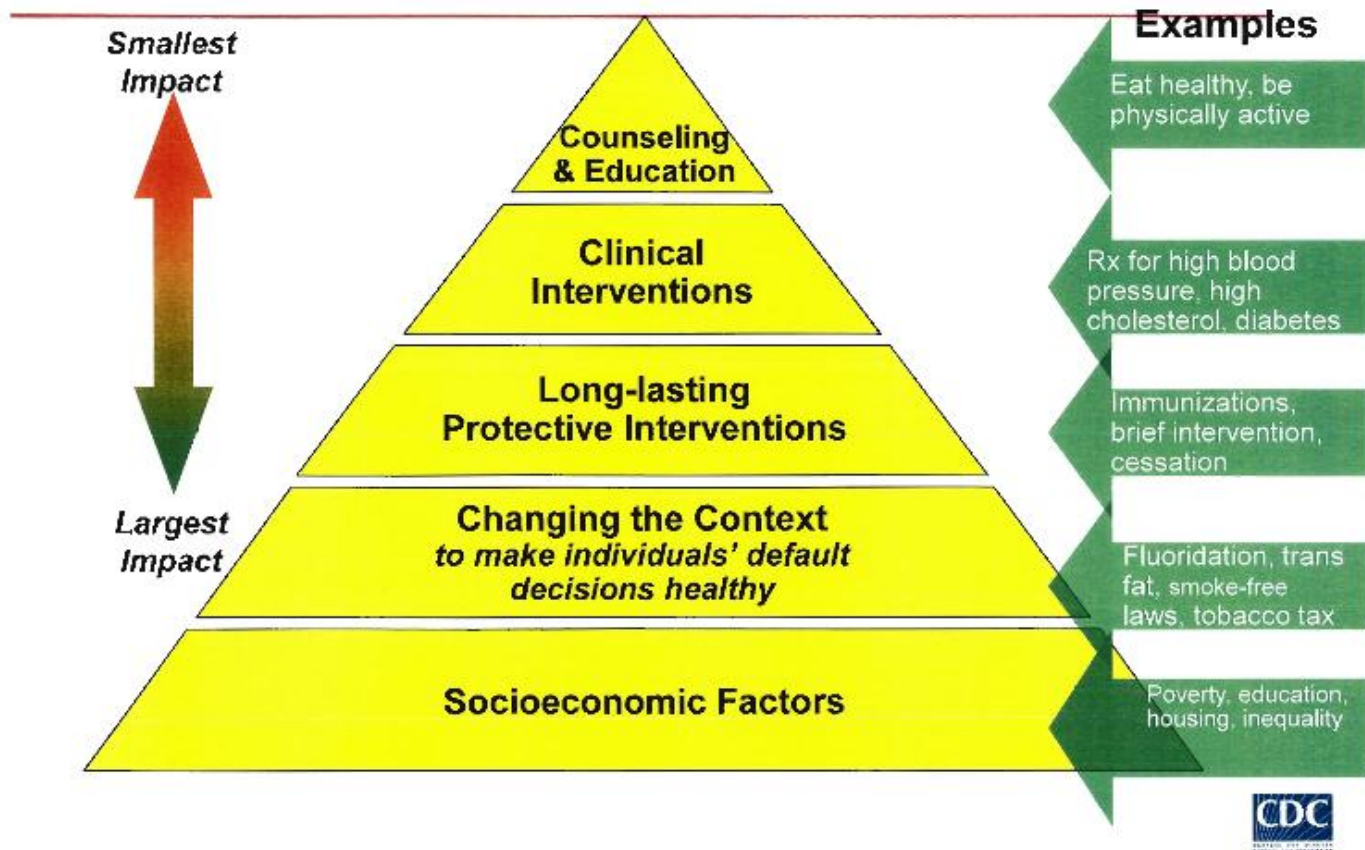 Smallest
Impact
Largest
Impact
Counseling
& Education
Clinical
Interventions
Long-lasting
Protective Interventions
Changing the Context
to make individuals' default
decisions healthy
Socioeconomic Factors
Examples
Eat healthy, be
physically active
Rx for high blood
pressure, high
cholesterol, diabetes
Immunizations,
brief intervention,
cessation
Fluoridation, trans
fat, smoke-free
laws, tobacco tax
Poverty, education,
housing, inequality
CDC